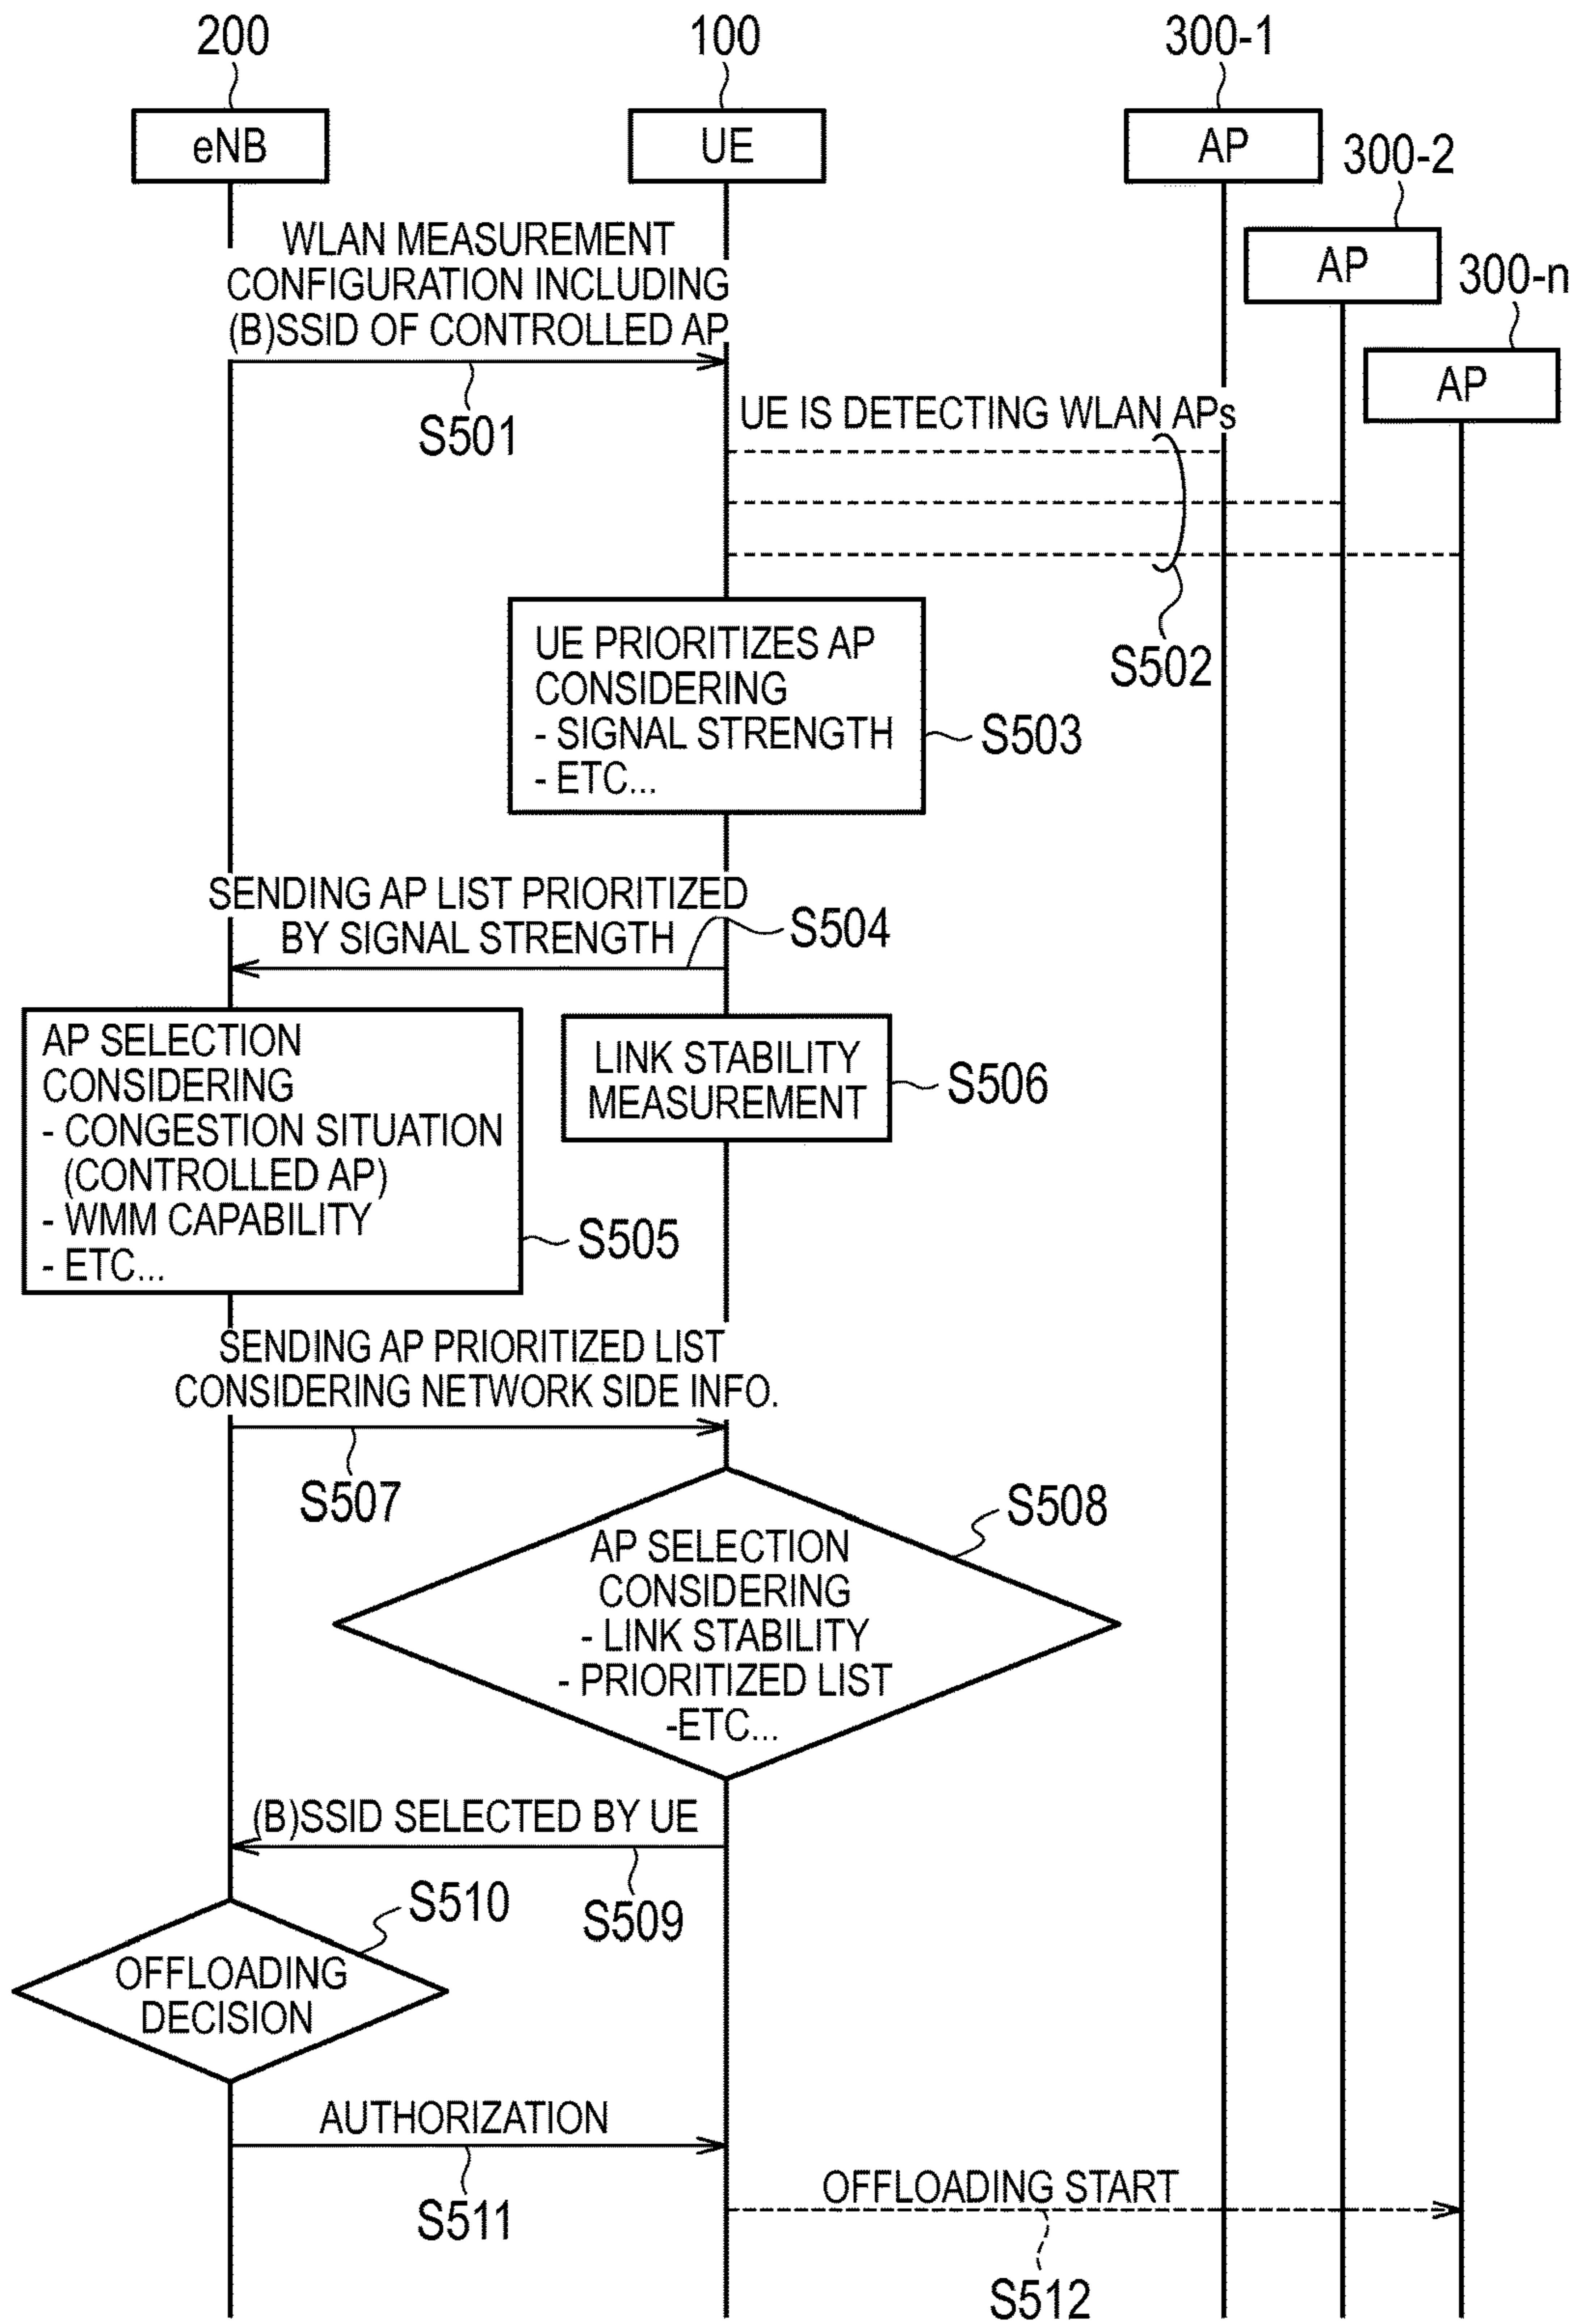 200
100
300-1
eNB
UE
AP
300-2
AP
300-n
AP
WLAN MEASUREMENT
CONFIGURATION INCLUDING
(B)SSID OF CONTROLLED AP
S501
UE IS DETECTING WLAN APs
S502
UE PRIORITIZES AP
CONSIDERING
- SIGNAL STRENGTH
- ETC...
S503
SENDING AP LIST PRIORITIZED
BY SIGNAL STRENGTH
S504
AP SELECTION
CONSIDERING
- CONGESTION SITUATION
(CONTROLLED AP)
- WMM CAPABILITY
- ETC...
S505
LINK STABILITY
MEASUREMENT
S506
SENDING AP PRIORITIZED LIST
CONSIDERING NETWORK SIDE INFO.
S507
AP SELECTION
CONSIDERING
- LINK STABILITY
- PRIORITIZED LIST
-ETC...
S508
(B)SSID SELECTED BY UE
S509
OFFLOADING
DECISION
S510
AUTHORIZATION
S511
OFFLOADING START
S512